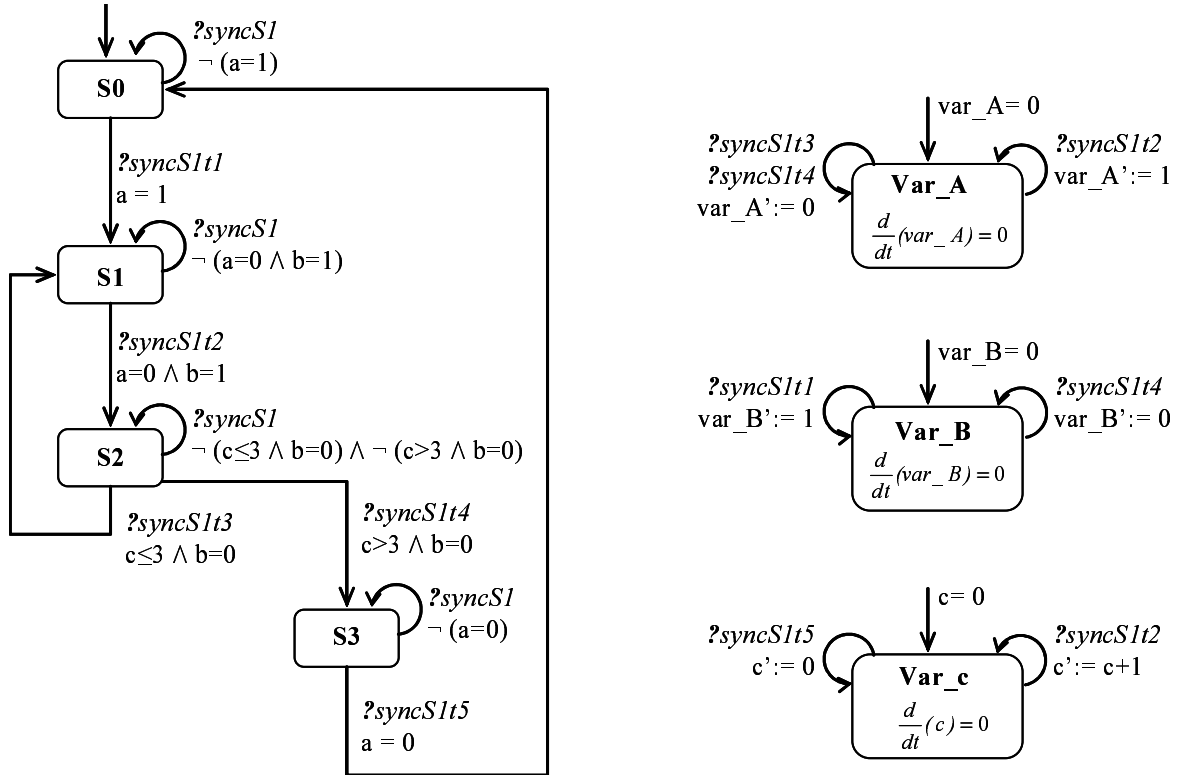 ?syncS1
¬ (a=1)
S0
?syncS1t1
a = 1
?syncS1
¬ (a=0 ∧ b=1)
S1
?syncS1t2
a=0 ∧ b=1
?syncS1
¬ (c≤3 ∧ b=0) ∧ ¬ (c>3 ∧ b=0)
S2
?syncS1t3
c≤3 ∧ b=0
?syncS1t4
c>3 ∧ b=0
?syncS1
¬ (a=0)
S3
?syncS1t5
a = 0
var_A= 0
?syncS1t3
?syncS1t4
var_A’:= 0
?syncS1t2
var_A’:= 1
Var_A
d/dt (var_ A) = 0
var_B= 0
?syncS1t1
var_B’:= 1
?syncS1t4
var_B’:= 0
Var_B
d/dt (var_ B) = 0
c= 0
?syncS1t5
c’:= 0
?syncS1t2
c’:= c+1
Var_c
d/dt (c) = 0